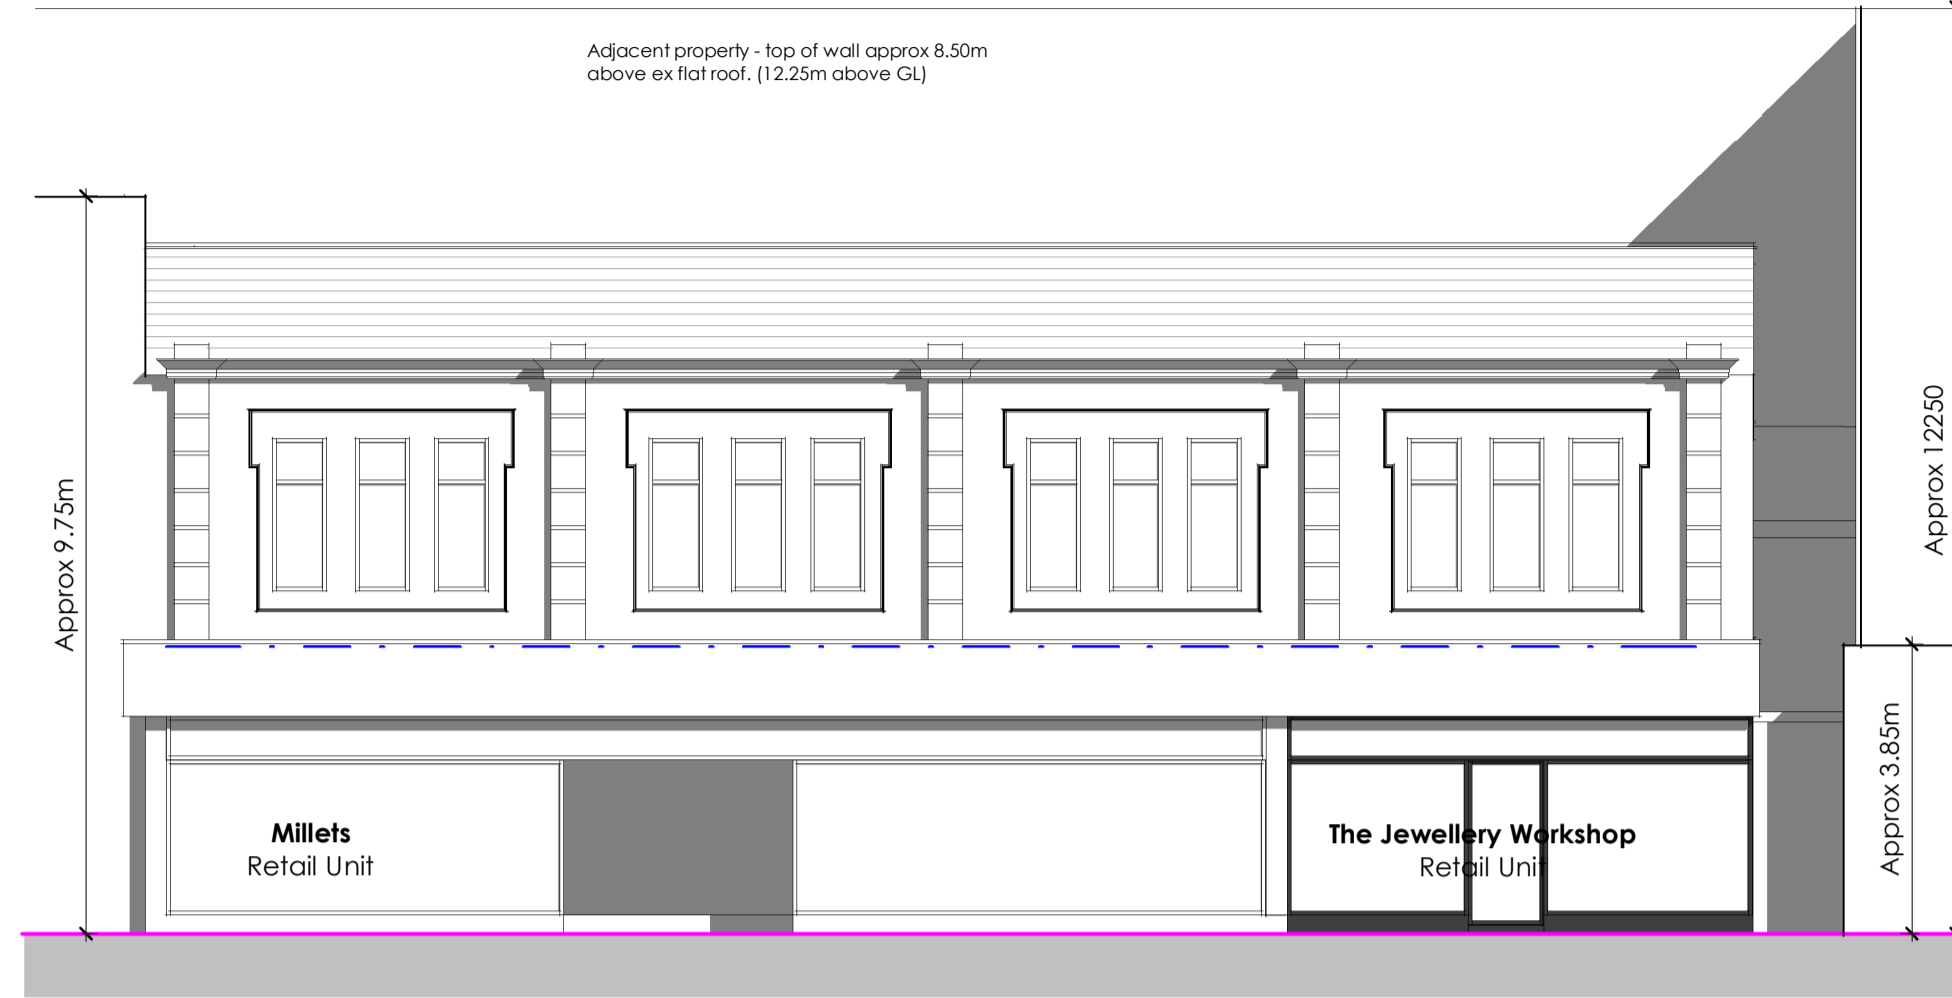 Adjacent property - top of wall approx 8.50m
above ex flat roof. (12.25m above GL)
Approx 9.75m
Approx 12250
Approx 3.85m
Millets
Retail Unit
The Jewellery Workshop
Retail Unit